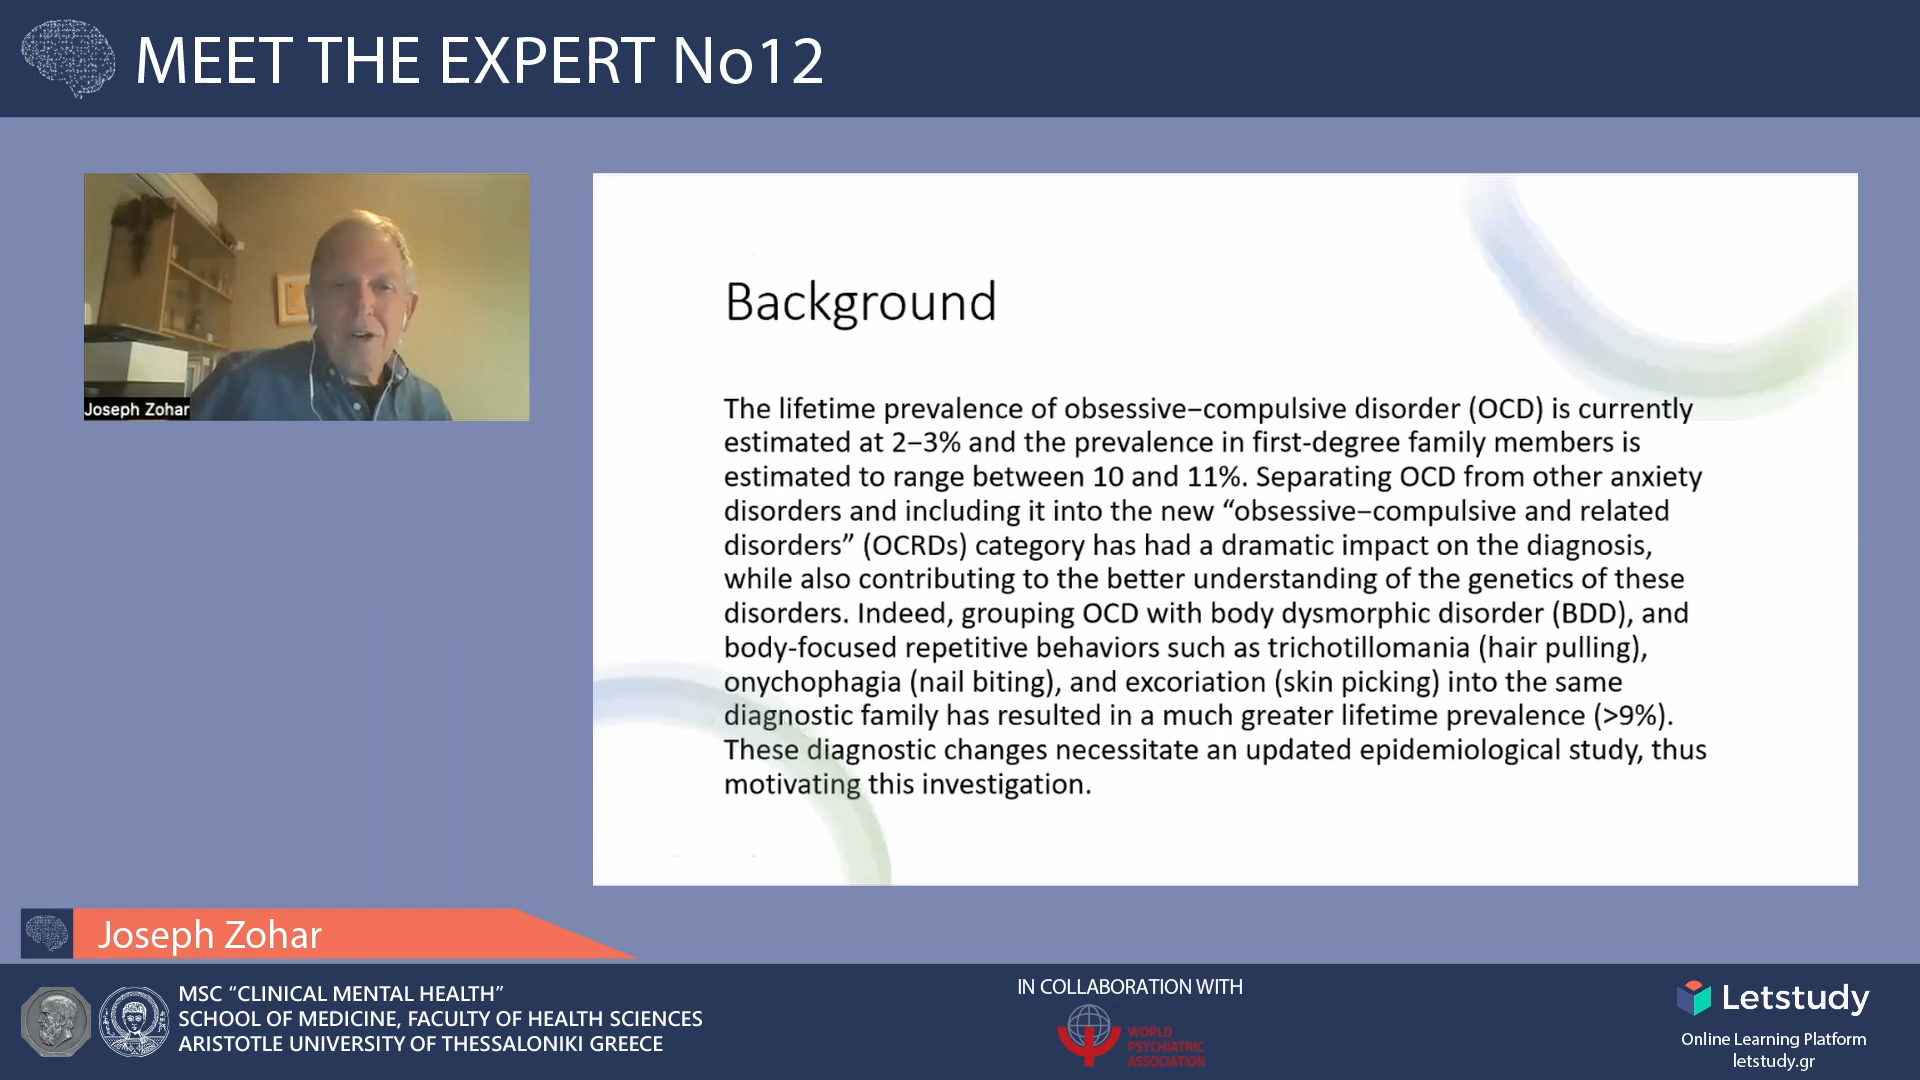 MEET THE EXPERT No12
Joseph Zohar
Background
The lifetime prevalence of obsessive–compulsive disorder (OCD) is currently
estimated at 2–3% and the prevalence in first-degree family members is
estimated to range between 10 and 11%. Separating OCD from other anxiety
disorders and including it into the new “obsessive–compulsive and related
disorders” (OCRDs) category has had a dramatic impact on the diagnosis,
while also contributing to the better understanding of the genetics of these
disorders. Indeed, grouping OCD with body dysmorphic disorder (BDD), and
body-focused repetitive behaviors such as trichotillomania (hair pulling),
onychophagia (nail biting), and excoriation (skin picking) into the same
diagnostic family has resulted in a much greater lifetime prevalence (>9%).
These diagnostic changes necessitate an updated epidemiological study, thus
motivating this investigation.
Joseph Zohar
MSC “CLINICAL MENTAL HEALTH”
SCHOOL OF MEDICINE, FACULTY OF HEALTH SCIENCES
ARISTOTLE UNIVERSITY OF THESSALONIKI GREECE
IN COLLABORATION WITH
WORLD
PSYCHIATRIC
ASSOCIATION
Letstudy
Online Learning Platform
letstudy.gr